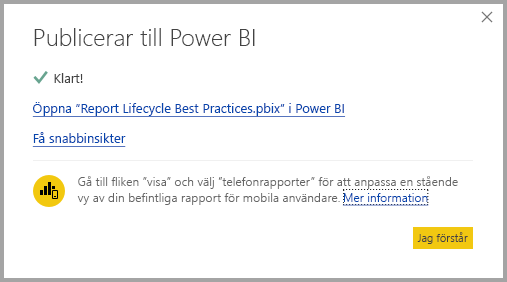 Publicerar till Power BI
Klart!
Öppna ”Report Lifecycle Best Practices.pbix” i Power BI
Få snabbinsikter
Gå till fliken ”visa” och välj ”telefonrapporter” för att anpassa en stående
vy av din befintliga rapport för mobila användare. Mer information
Jag förstår